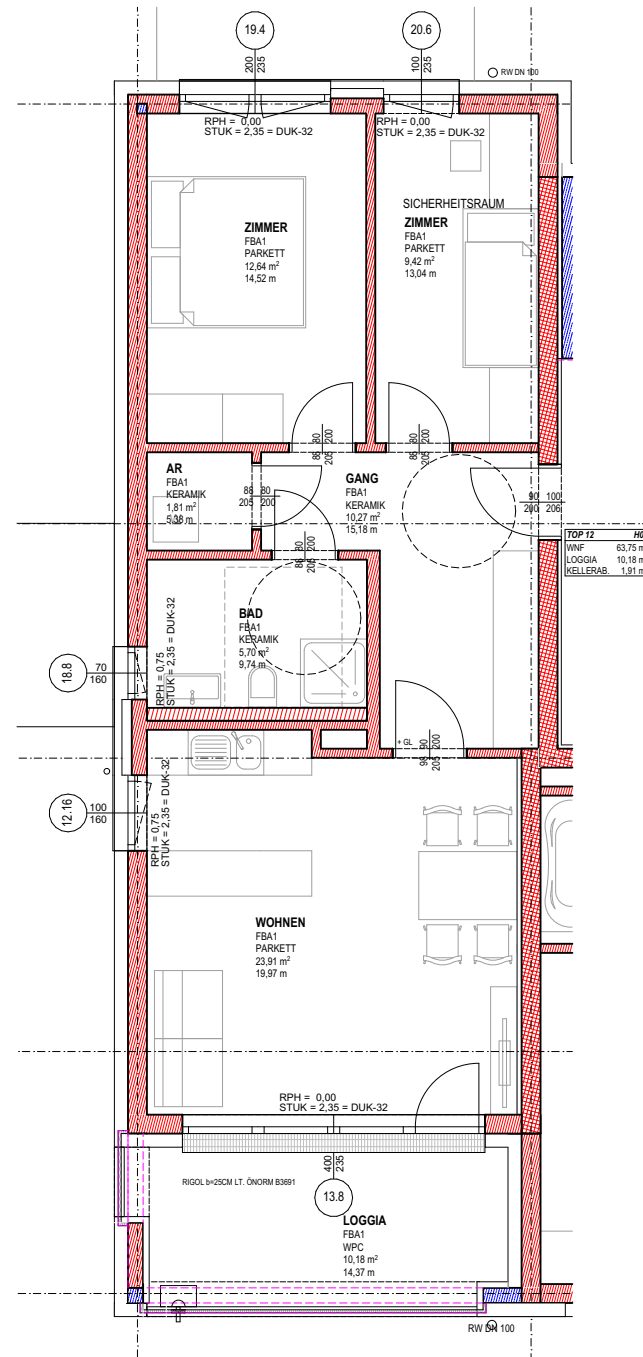 19.4
20.6
200
235
100
235
RW DN 100
RPH = 0,00
STUK = 2,35 = DUK-32
RPH = 0,00
STUK = 2,35 = DUK-32
SICHERHEITSRAUM
ZIMMER
FBA1
PARKETT
12,64 m²
14,52 m
ZIMMER
FBA1
PARKETT
9,42 m²
13,04 m
86 80
205 200
86 80
205 200
AR
FBA1
KERAMIK
1,81 m²
5,38 m
88 80
205 200
GANG
FBA1
KERAMIK
10,27 m²
15,18 m
90 100
200 206
TOP 12
WNF 63,75 m
LOGGIA 10,18 m
KELLERAB. 1,91 m
86 80
205 200
BAD
FBA1
KERAMIK
5,70 m²
9,74 m
18.8
70
160
RPH = 0,75
STUK = 2,35 = DUK-32
+ GL
98 90
205 200
12.16
100
160
RPH = 0,75
STUK = 2,35 = DUK-32
WOHNEN
FBA1
PARKETT
23,91 m²
19,97 m
RPH = 0,00
STUK = 2,35 = DUK-32
400
235
RIGOL b=25CM LT. ÖNORM B3691
13.8
LOGGIA
FBA1
WPC
10,18 m²
14,37 m
RW DN 100